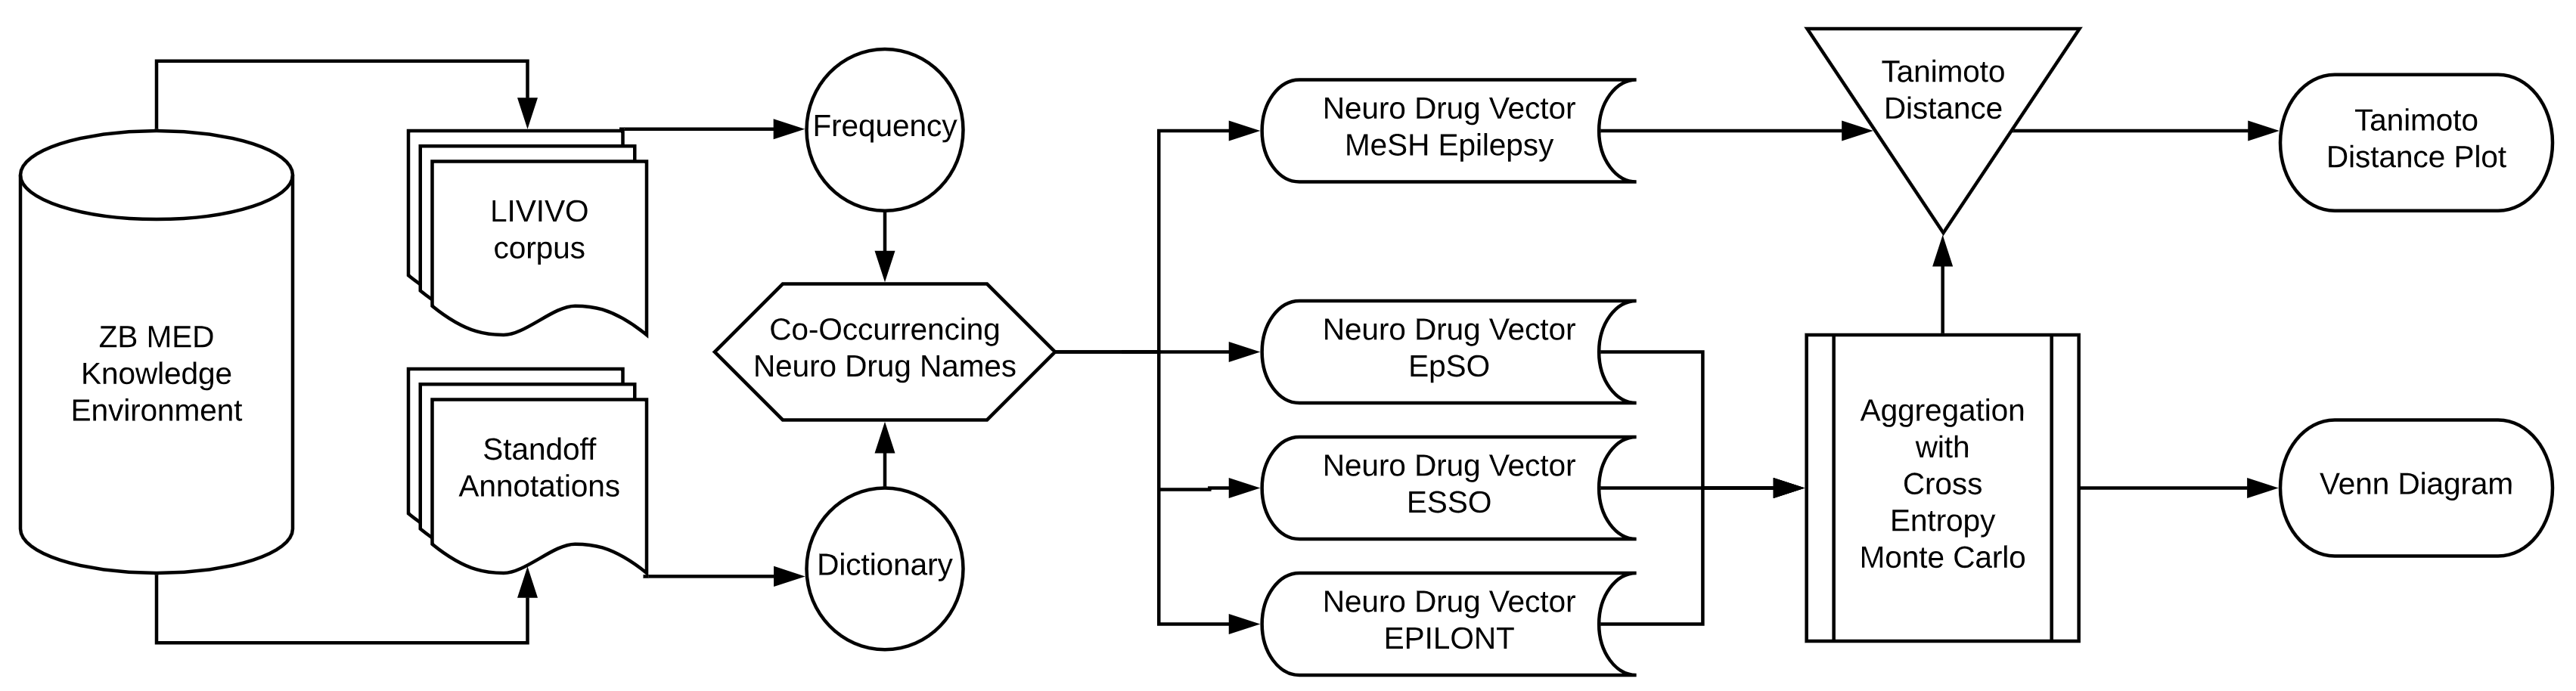 ZB MED
Knowledge
Environment
LIVIVO
corpus
Standoff
Annotations
Frequency
Co-Occurrencing
Neuro Drug Names
Dictionary
Neuro Drug Vector
MeSH Epilepsy
Neuro Drug Vector
EpSO
Neuro Drug Vector
ESSO
Neuro Drug Vector
EPILONT
Tanimoto
Distance
Aggregation
with
Cross
Entropy
Monte Carlo
Tanimoto
Distance Plot
Venn Diagram